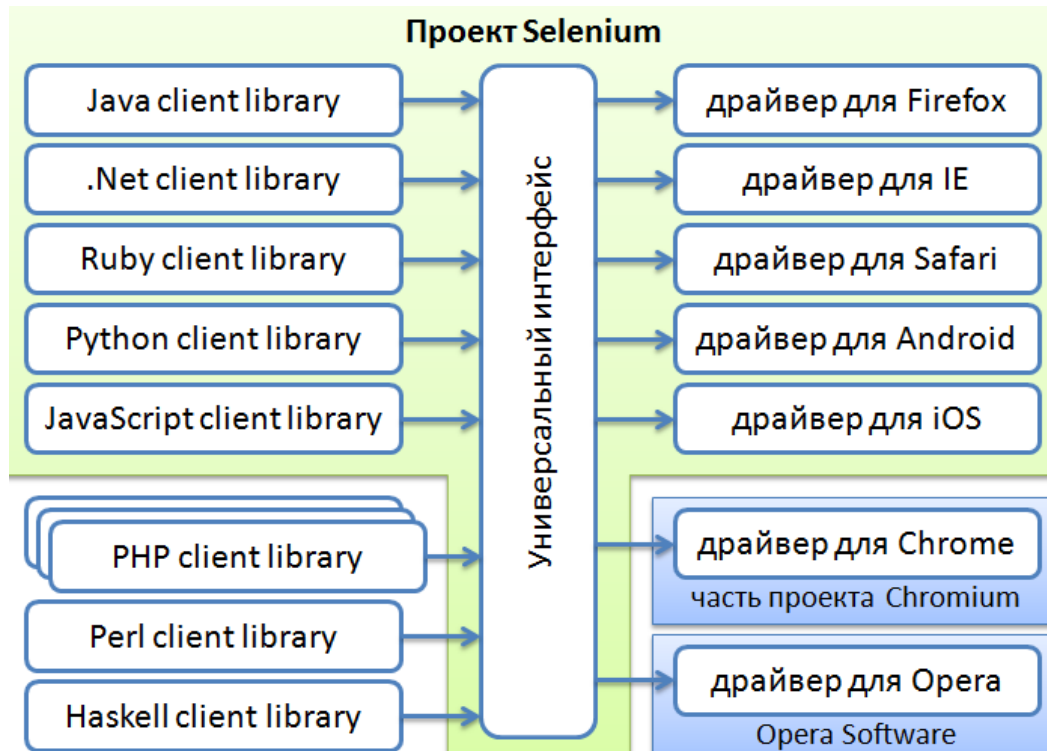 Проект Selenium
Java client library
.Net client library
Ruby client library
Python client library
JavaScript client library
PHP client library
Perl client library
Haskell client library
Универсальный интерфейс
драйвер для Firefox
драйвер для IE
драйвер для Safari
драйвер для Android
драйвер для iOS
драйвер для Chrome
часть проекта Chromium
драйвер для Opera
Opera Software